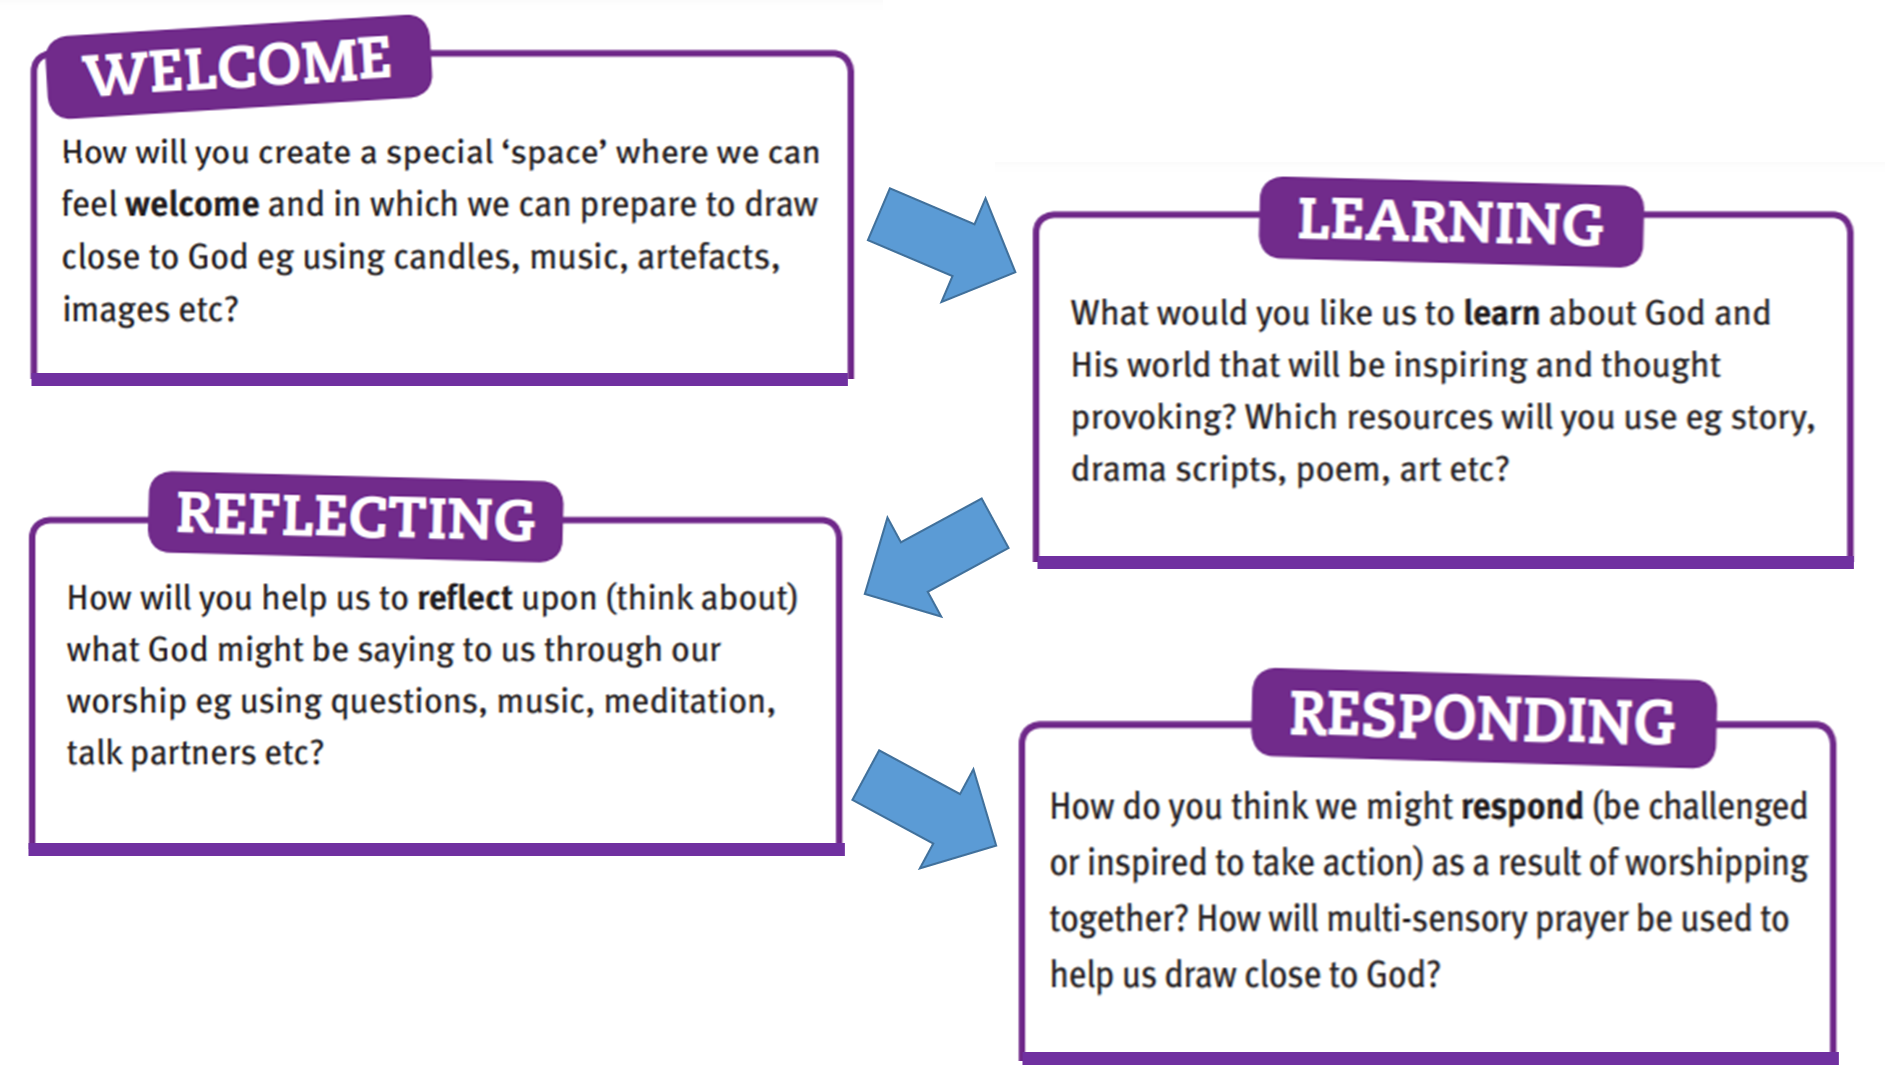 WELCOME
How will you create a special ‘space’ where we can
feel welcome and in which we can prepare to draw
close to God eg using candles, music, artefacts,
images etc?
LEARNING
What would you like us to learn about God and
His world that will be inspiring and thought
provoking? Which resources will you use eg story,
drama scripts, poem, art etc?
REFLECTING
How will you help us to reflect upon (think about)
what God might be saying to us through our
worship eg using questions, music, meditation,
talk partners etc?
RESPONDING
How do you think we might respond (be challenged
or inspired to take action) as a result of worshipping
together? How will multi-sensory prayer be used to
help us draw close to God?